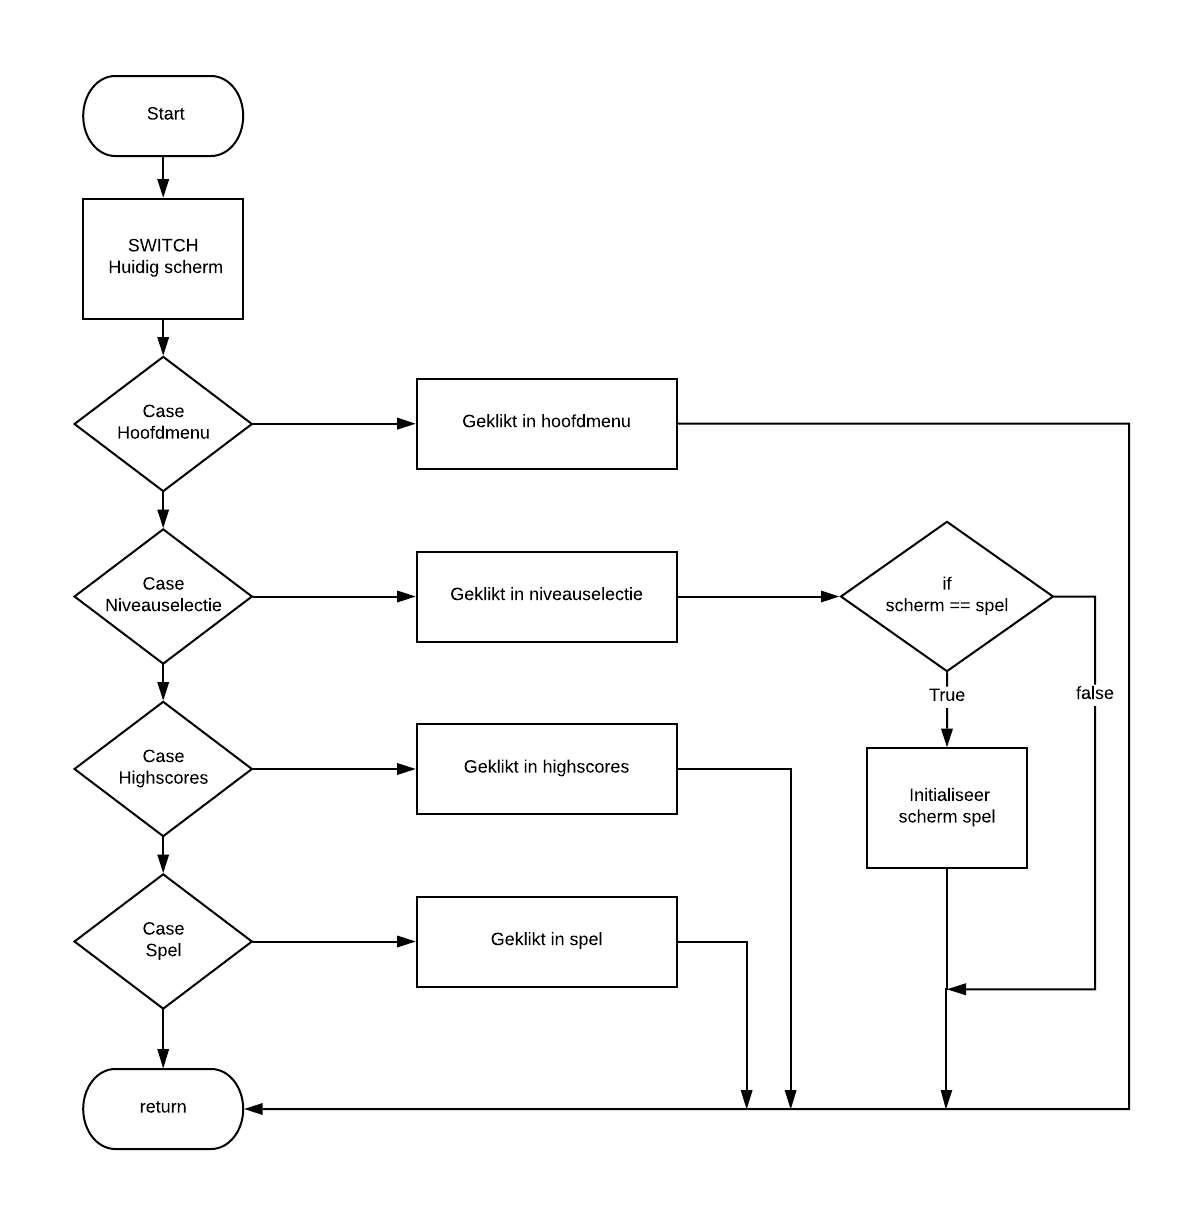 Start
SWITCH
Huidig scherm
Case
Hoofdmenu
Geklikt in hoofdmenu
Case
Niveauselectie
Geklikt in niveauselectie
if
scherm == spel
True
false
Case
Highscores
Geklikt in highscores
Initialiseer
scherm spel
Case
Spel
Geklikt in spel
return